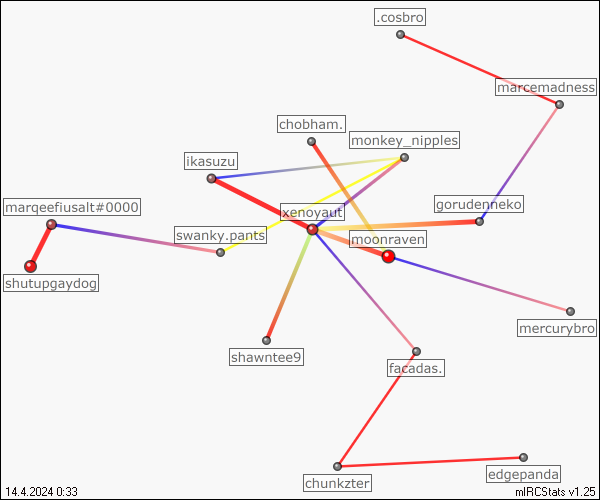 .cosbro
marcemadness
chobham.
monkey_nipples
ikasuzu
marqeefiusalt#0000
xenoyaut
gorudenneko
swanky.pants
moonraven
shutupgaydog
mercurybro
shawntee9
facadas.
edgepanda
chunkzter
14.4.2024 0:33
mIRCStats v1.25